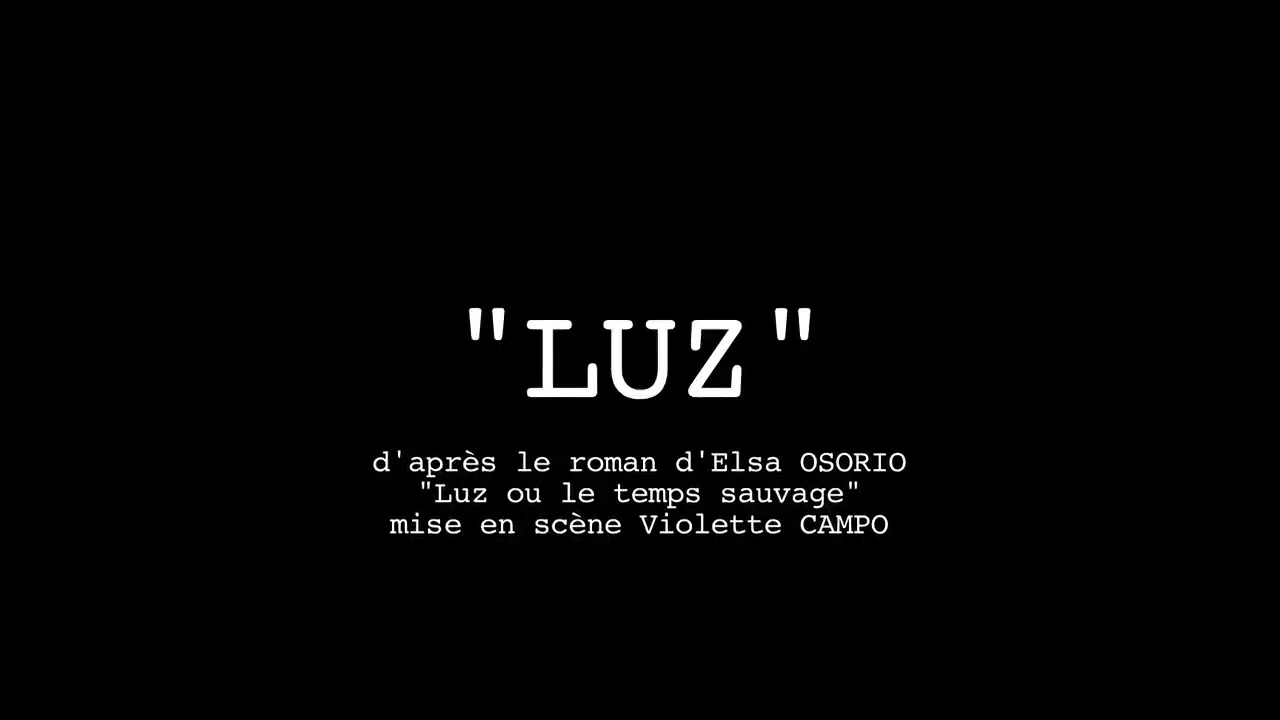 "LUZ"
d'après le roman d'Elsa OSORIO
"Luz ou le temps sauvage"
mise en scène Violette CAMPO